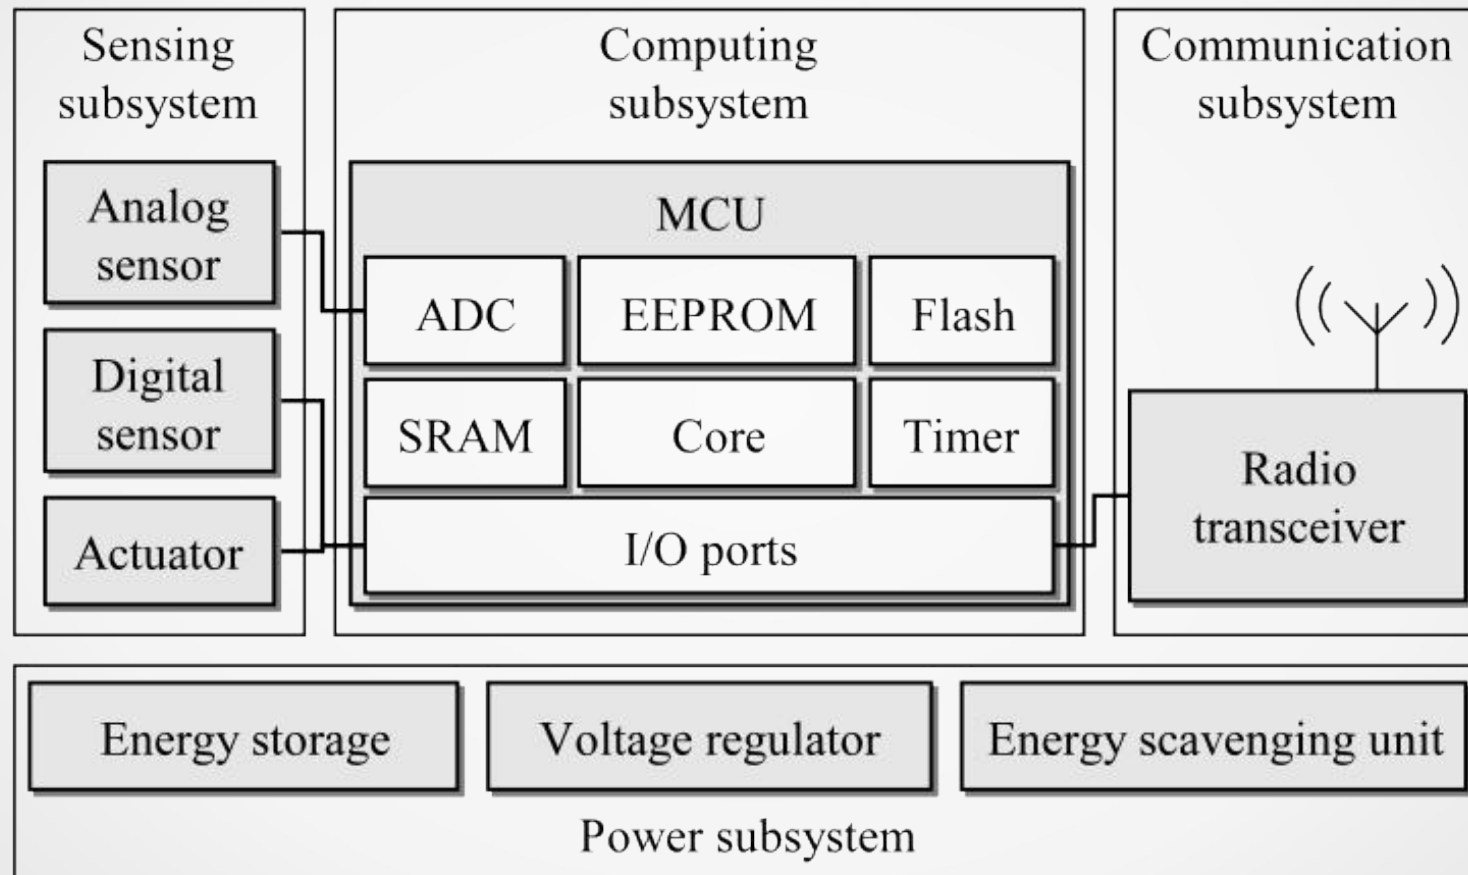 Sensing
subsystem
Computing
subsystem
Communication
subsystem
Analog
sensor
Digital
sensor
Actuator
MCU
ADC
EEPROM
Flash
SRAM
Core
Timer
I/O ports
Radio
transceiver
Energy storage
Voltage regulator
Energy scavenging unit
Power subsystem